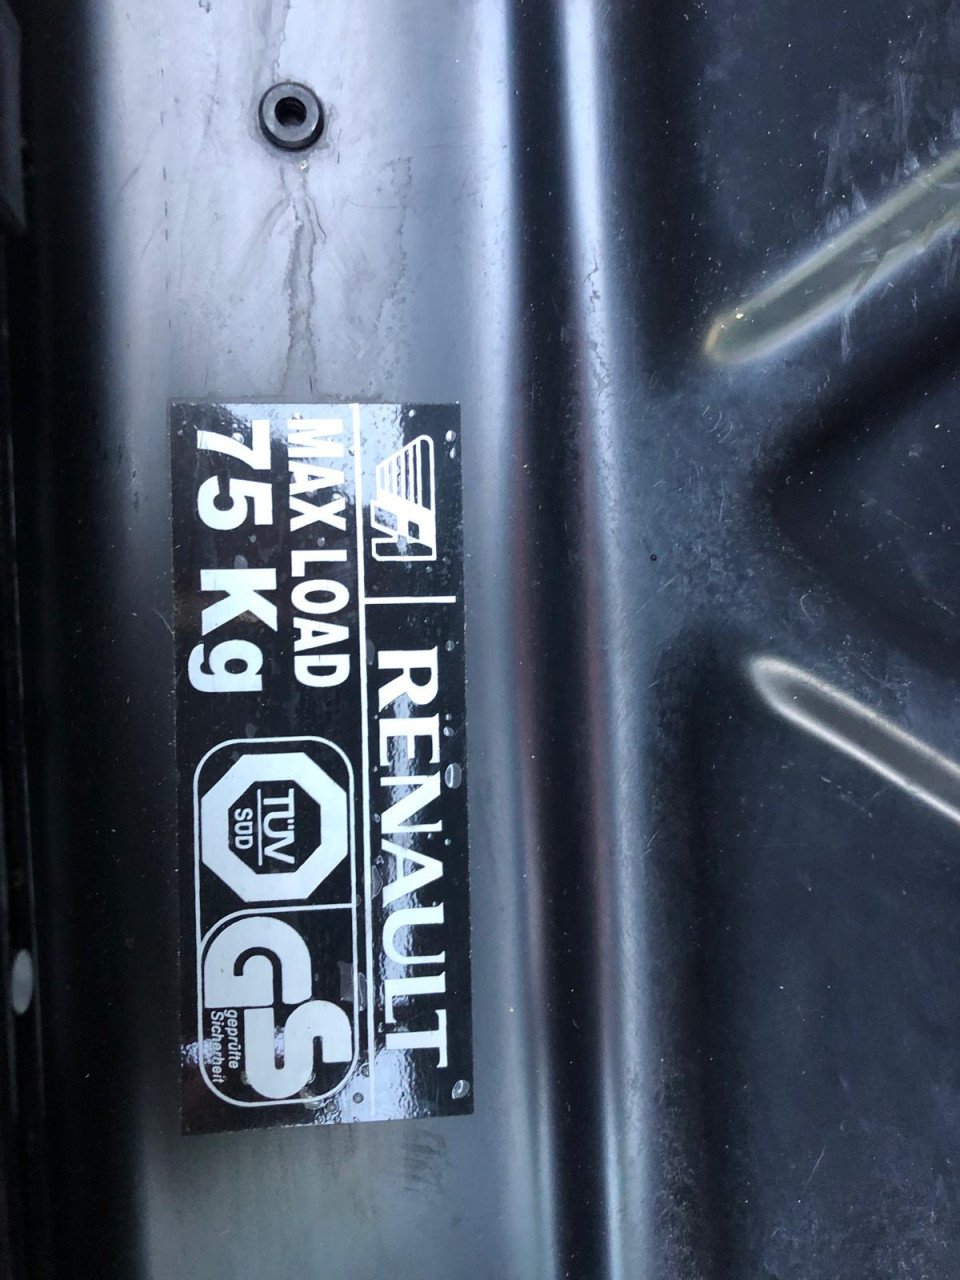 RENAULT
MAX LOAD
75 Kg
TÜV
SÜD
GS
geprüfte
Sicherheit